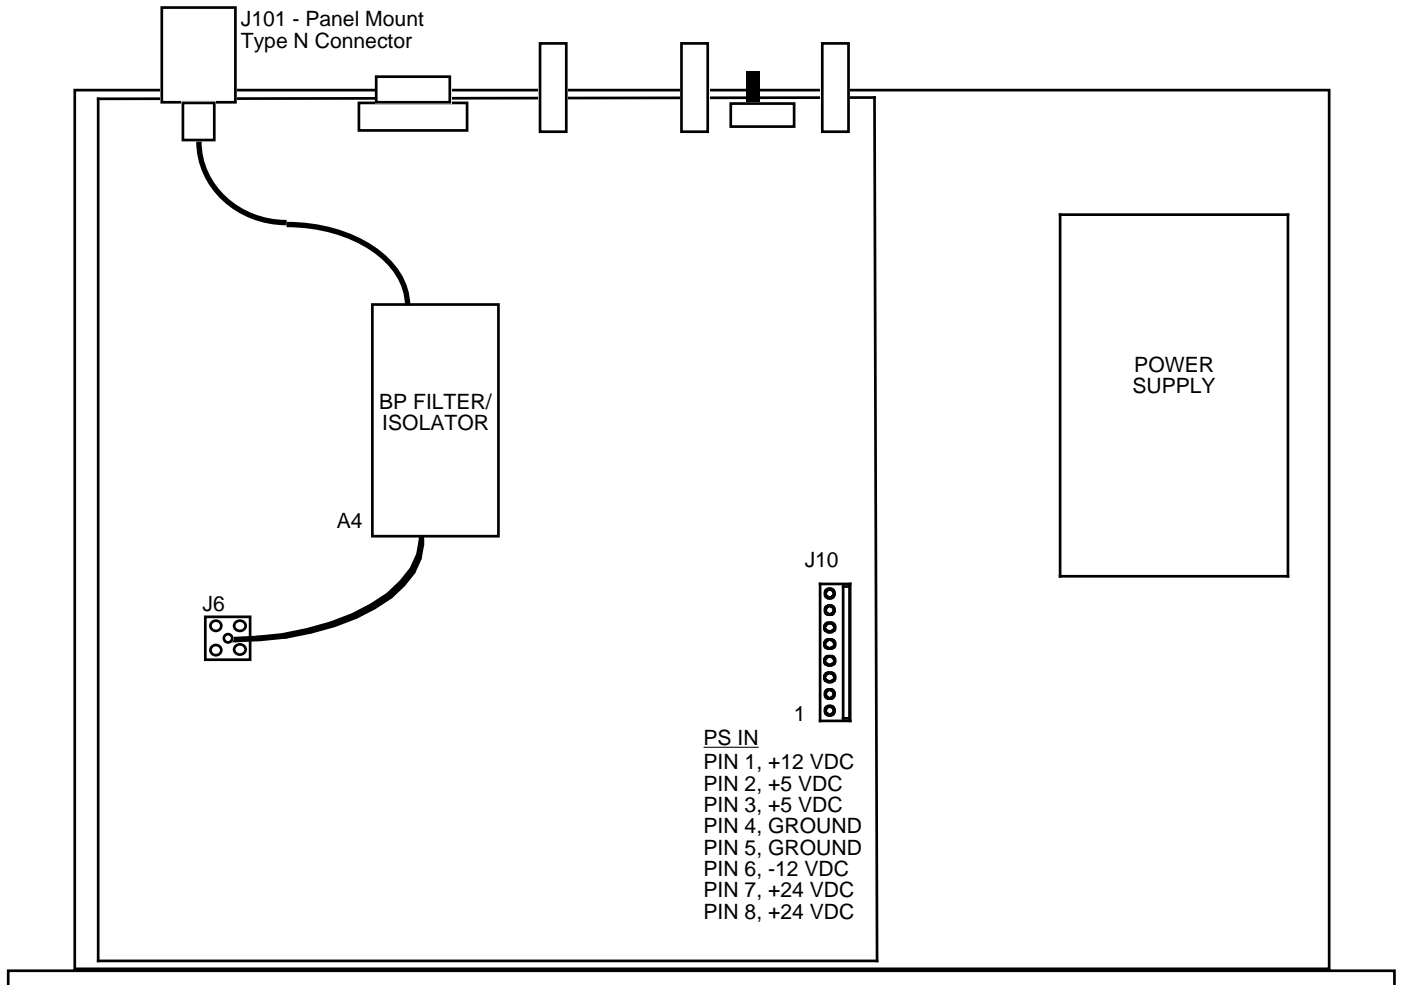 J101 - Panel Mount
Type N Connector
POWER
SUPPLY
BP FILTER/
ISOLATOR
A4
J10
J6
1
PS IN
PIN 1, +12 VDC
PIN 2, +5 VDC
PIN 3, +5 VDC
PIN 4, GROUND
PIN 5, GROUND
PIN 6, -12 VDC
PIN 7, +24 VDC
PIN 8, +24 VDC